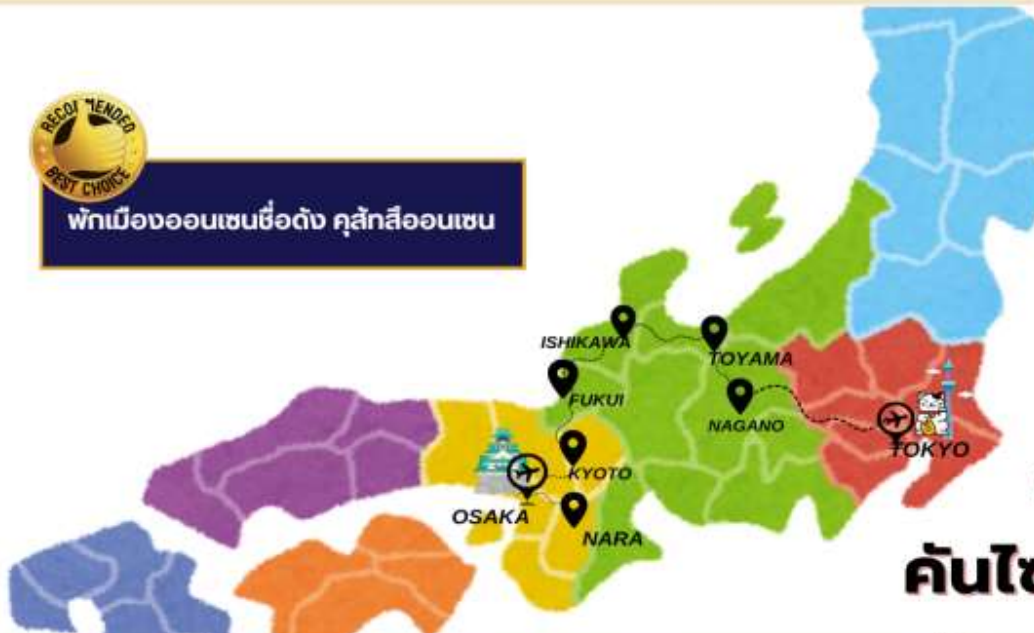 RECOMMENDED
BEST CHOICE
พักเมืองออนเซนชื่อดัง คุสัทสึออนเซน
ISHIKAWA
TOYAMA
FUKUI
NAGANO
TOKYO
KYOTO
OSAKA
NARA